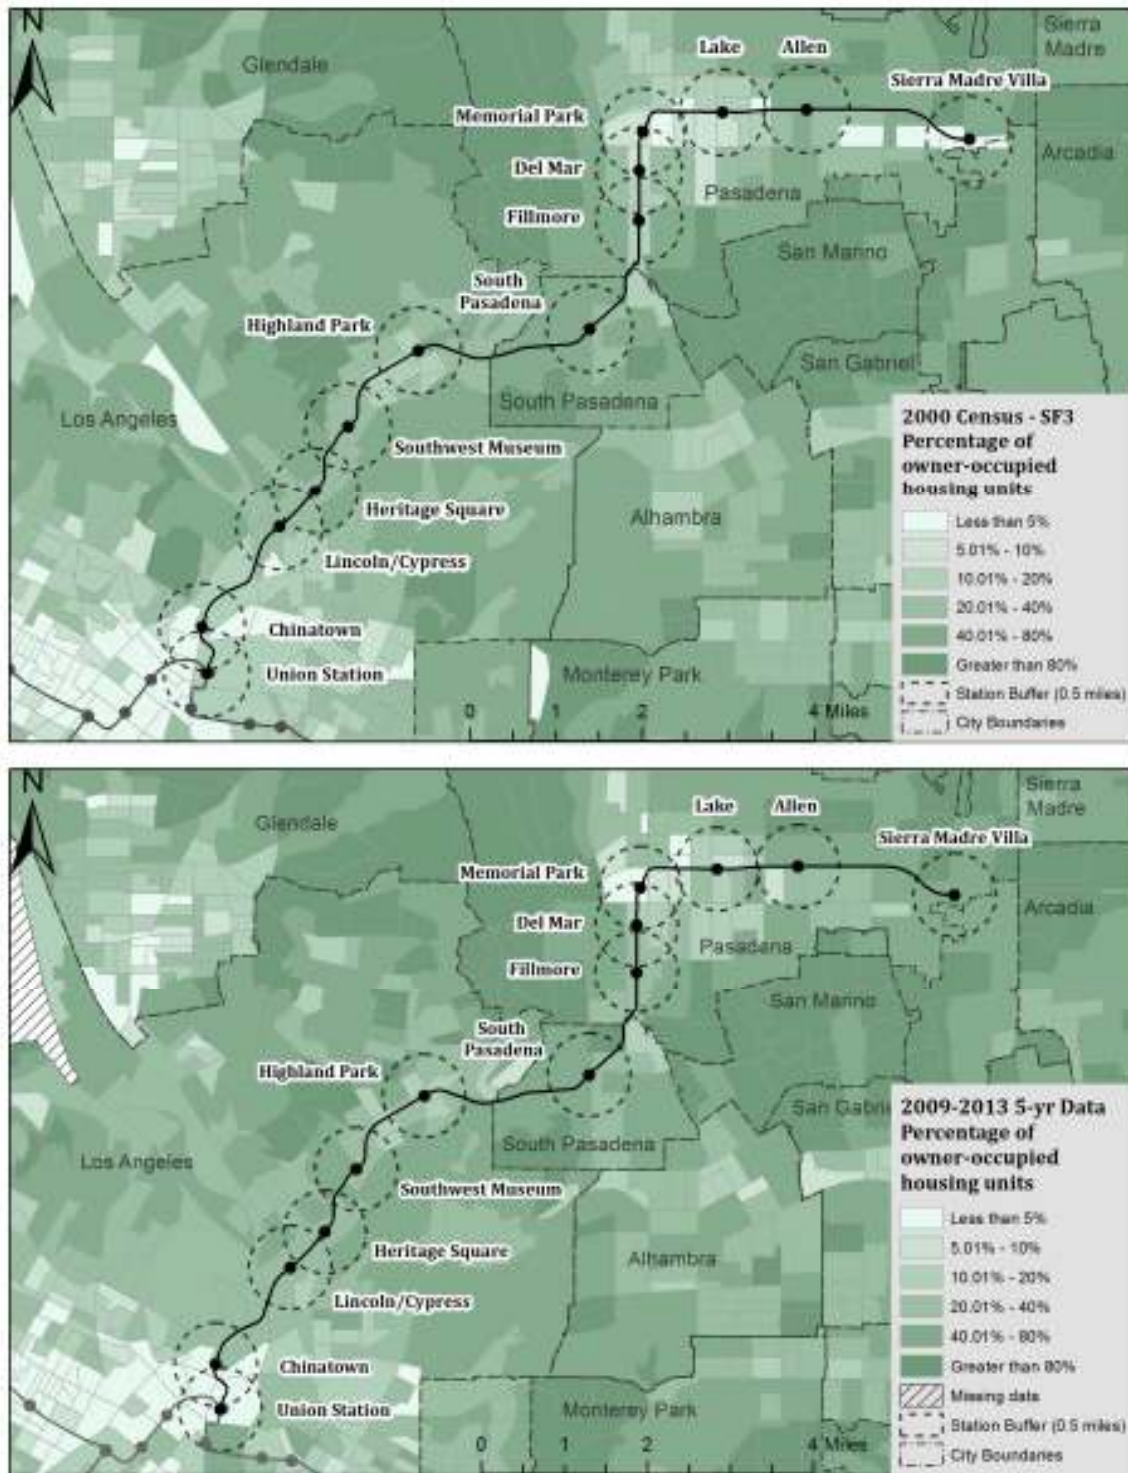 N
Glendale
Lake
Allen
Sierra
Madre
Sierra Madre Villa
Memorial Park
Arcadia
Del Mar
Pasadena
Fillmore
San Marino
South
Pasadena
Highland Park
San Gabriel
Los Angeles
South Pasadena
2000 Census - SF3
Percentage of
owner-occupied
housing units
Southwest Museum
Heritage Square
Alhambra
Less than 5%
5.01% - 10%
Lincoln/Cypress
10.01% - 20%
20.01% - 40%
Chinatown
40.01% - 80%
Union Station
Monterey Park
Greater than 80%
Station Buffer (0.5 miles)
0
2
4 Miles
City Boundaries
N
Glendale
Lake
Allen
Sierra
Madre
Sierra Madre Villa
Memorial Park
Arcadia
Del Mar
Pasadena
Fillmore
San Marino
South
Pasadena
Highland Park
San Gabri
2009-2013 5-yr Data
Percentage of
owner-occupied
housing units
Los Angeles
South Pasadena
Southwest Museum
Less than 5%
Heritage Square
Alhambra
5.01% - 10%
10.01% - 20%
Lincoln/Cypress
20.01% - 40%
40.01% - 80%
Chinatown
Greater than 80%
Union Station
Monterey Park
Missing data
Station Buffer (0.5 miles)
0
1
2
4 Miles
City Boundaries